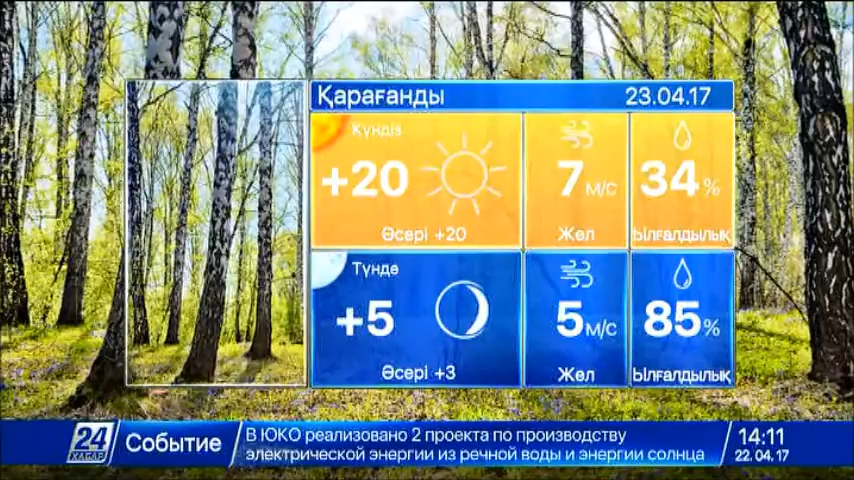 Қарағанды 23.04.17
Күндіз
+20
Әсері +20
7 м/с
Жел
34 %
Ылғалдылық
Түнде
+5
Әсері +3
5 м/с
Жел
85 %
Ылғалдылық
24
ХАБАР
Событие
В ЮКО реализовано 2 проекта по производству
электрической энергии из речной воды и энергии солнца
14:11
22.04.17